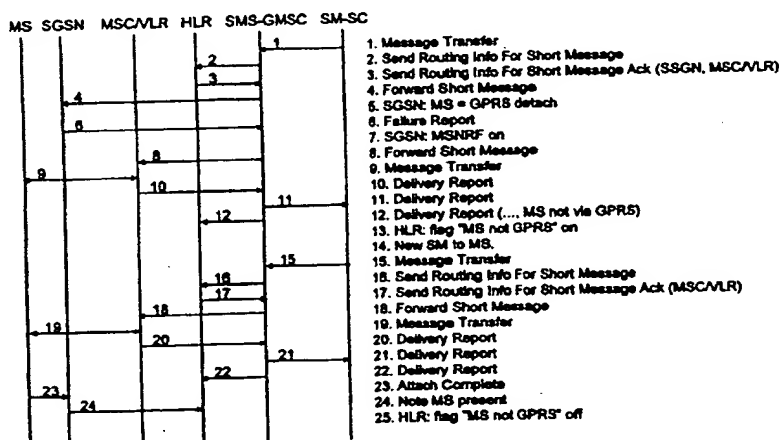 MS SGSN MSC/VLR HLR SMS-GMSC SM-SC
1
2
3
4
6
8
9
10
11
12
15
16
17
18
19
20
21
22
23
24
1. Message Transfer
2. Send Routing Info For Short Message
3. Send Routing Info For Short Message Ack (SSGN, MSC/VLR)
4. Forward Short Message
5. SGSN: MS = GPRS detach
6. Failure Report
7. SGSN: MSNRF on
8. Forward Short Message
9. Message Transfer
10. Delivery Report
11. Delivery Report
12. Delivery Report (..., MS not via GPRS)
13. HLR: flag "MS not GPRS" on
14. New SM to MS.
15. Message Transfer
16. Send Routing Info For Short Message
17. Send Routing Info For Short Message Ack (MSC/VLR)
18. Forward Short Message
19. Message Transfer
20. Delivery Report
21. Delivery Report
22. Delivery Report
23. Attach Complete
24. Note MS present
25. HLR: flag "MS not GPRS" off